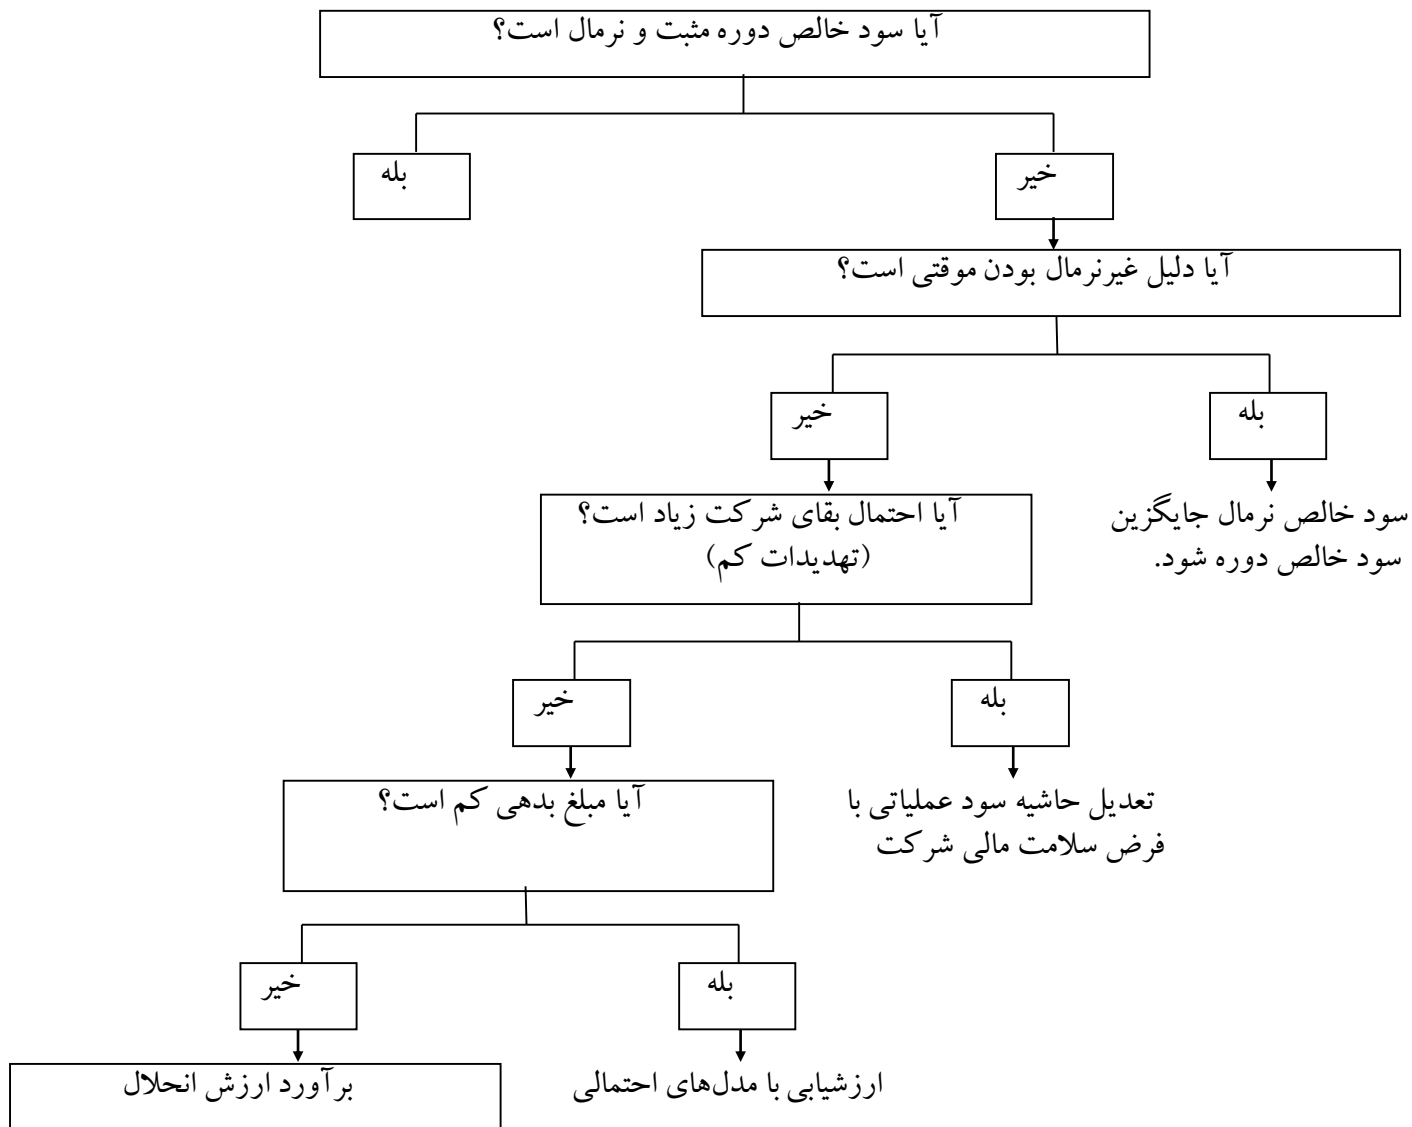 آیا سود خالص دوره مثبت و نرمال است؟
خیر
بله
آیا دلیل غیرنرمال بودن موقتی است؟
بله
خیر
سود خالص نرمال جایگزین
سود خالص دوره شود.
آیا احتمال بقای شرکت زیاد است؟
(تهدیدات کم)
بله
خیر
تعدیل حاشیه سود عملیاتی با
فرض سلامت مالی شرکت
آیا مبلغ بدهی کم است؟
بله
خیر
ارزشیابی با مدل‌های احتمالی
برآورد ارزش انحلال